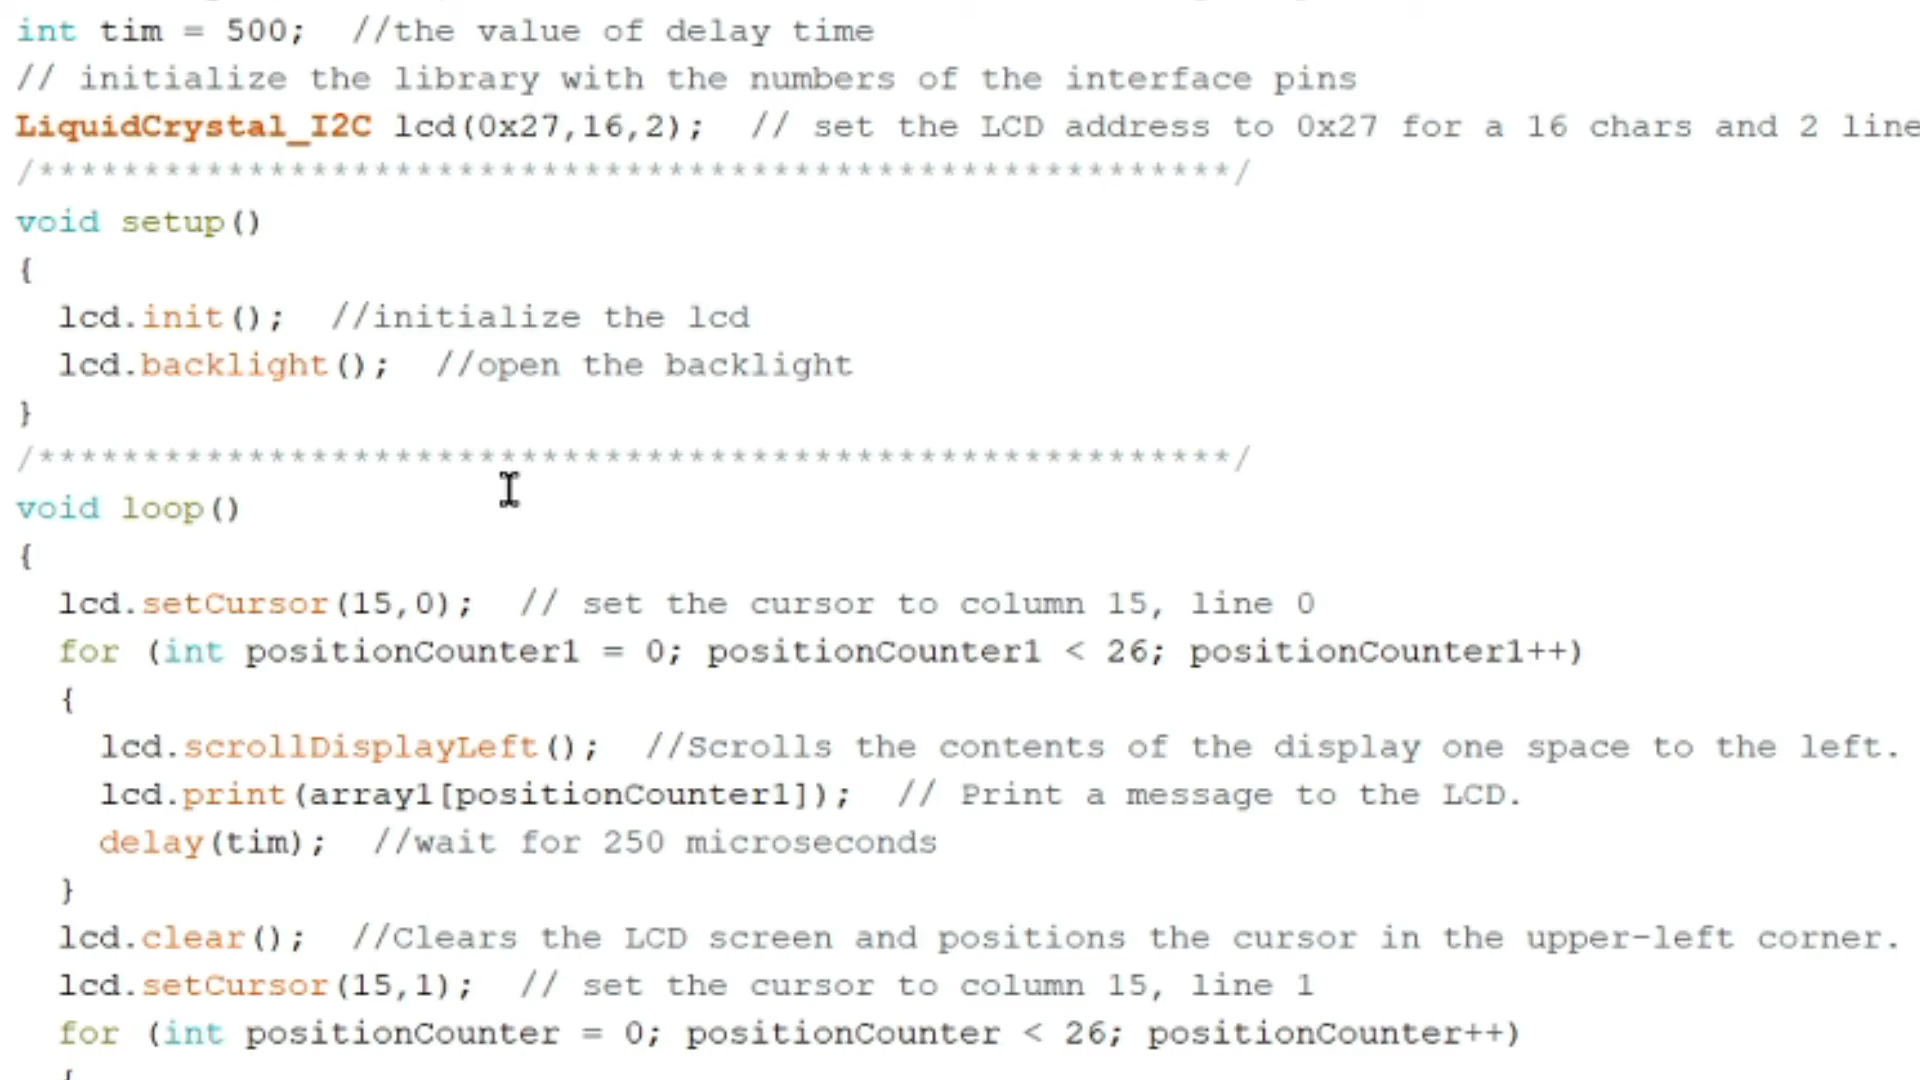 int tim = 500;  //the value of delay time
// initialize the library with the numbers of the interface pins
LiquidCrystal_I2C lcd(0x27,16,2);  // set the LCD address to 0x27 for a 16 chars and 2 line
/*********************************************************/
void setup()
{
  lcd.init();  //initialize the lcd
  lcd.backlight();  //open the backlight
}
/*********************************************************/
void loop()
{
  lcd.setCursor(15,0);  // set the cursor to column 15, line 0
  for (int positionCounter1 = 0; positionCounter1 < 26; positionCounter1++)
  {
    lcd.scrollDisplayLeft();  //Scrolls the contents of the display one space to the left.
    lcd.print(array1[positionCounter1]);  // Print a message to the LCD.
    delay(tim);  //wait for 250 microseconds
  }
  lcd.clear();  //Clears the LCD screen and positions the cursor in the upper-left corner.
  lcd.setCursor(15,1);  // set the cursor to column 15, line 1
  for (int positionCounter = 0; positionCounter < 26; positionCounter++)
  {